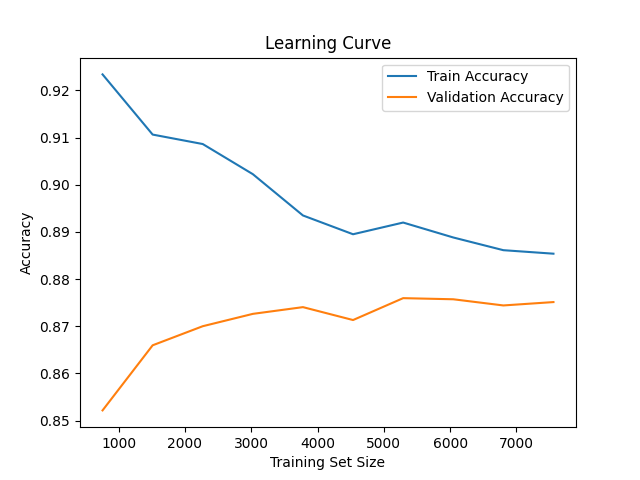 Learning Curve
Train Accuracy
Validation Accuracy
0.92
0.91
0.90
0.89
0.88
0.87
0.86
0.85
Accuracy
1000 2000 3000 4000 5000 6000 7000
Training Set Size